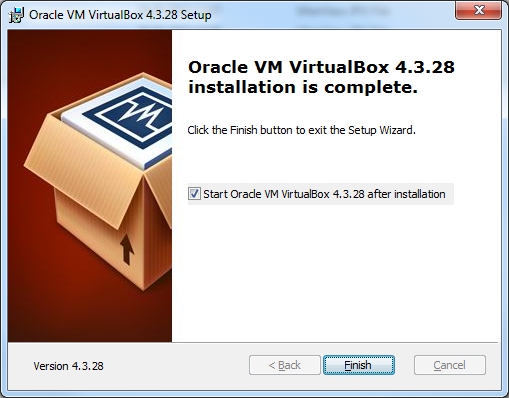 Oracle VM VirtualBox 4.3.28 Setup
Oracle VM VirtualBox 4.3.28
installation is complete.
Click the Finish button to exit the Setup Wizard.
Start Oracle VM VirtualBox 4.3.28 after installation
Version 4.3.28
< Back
Finish
Cancel